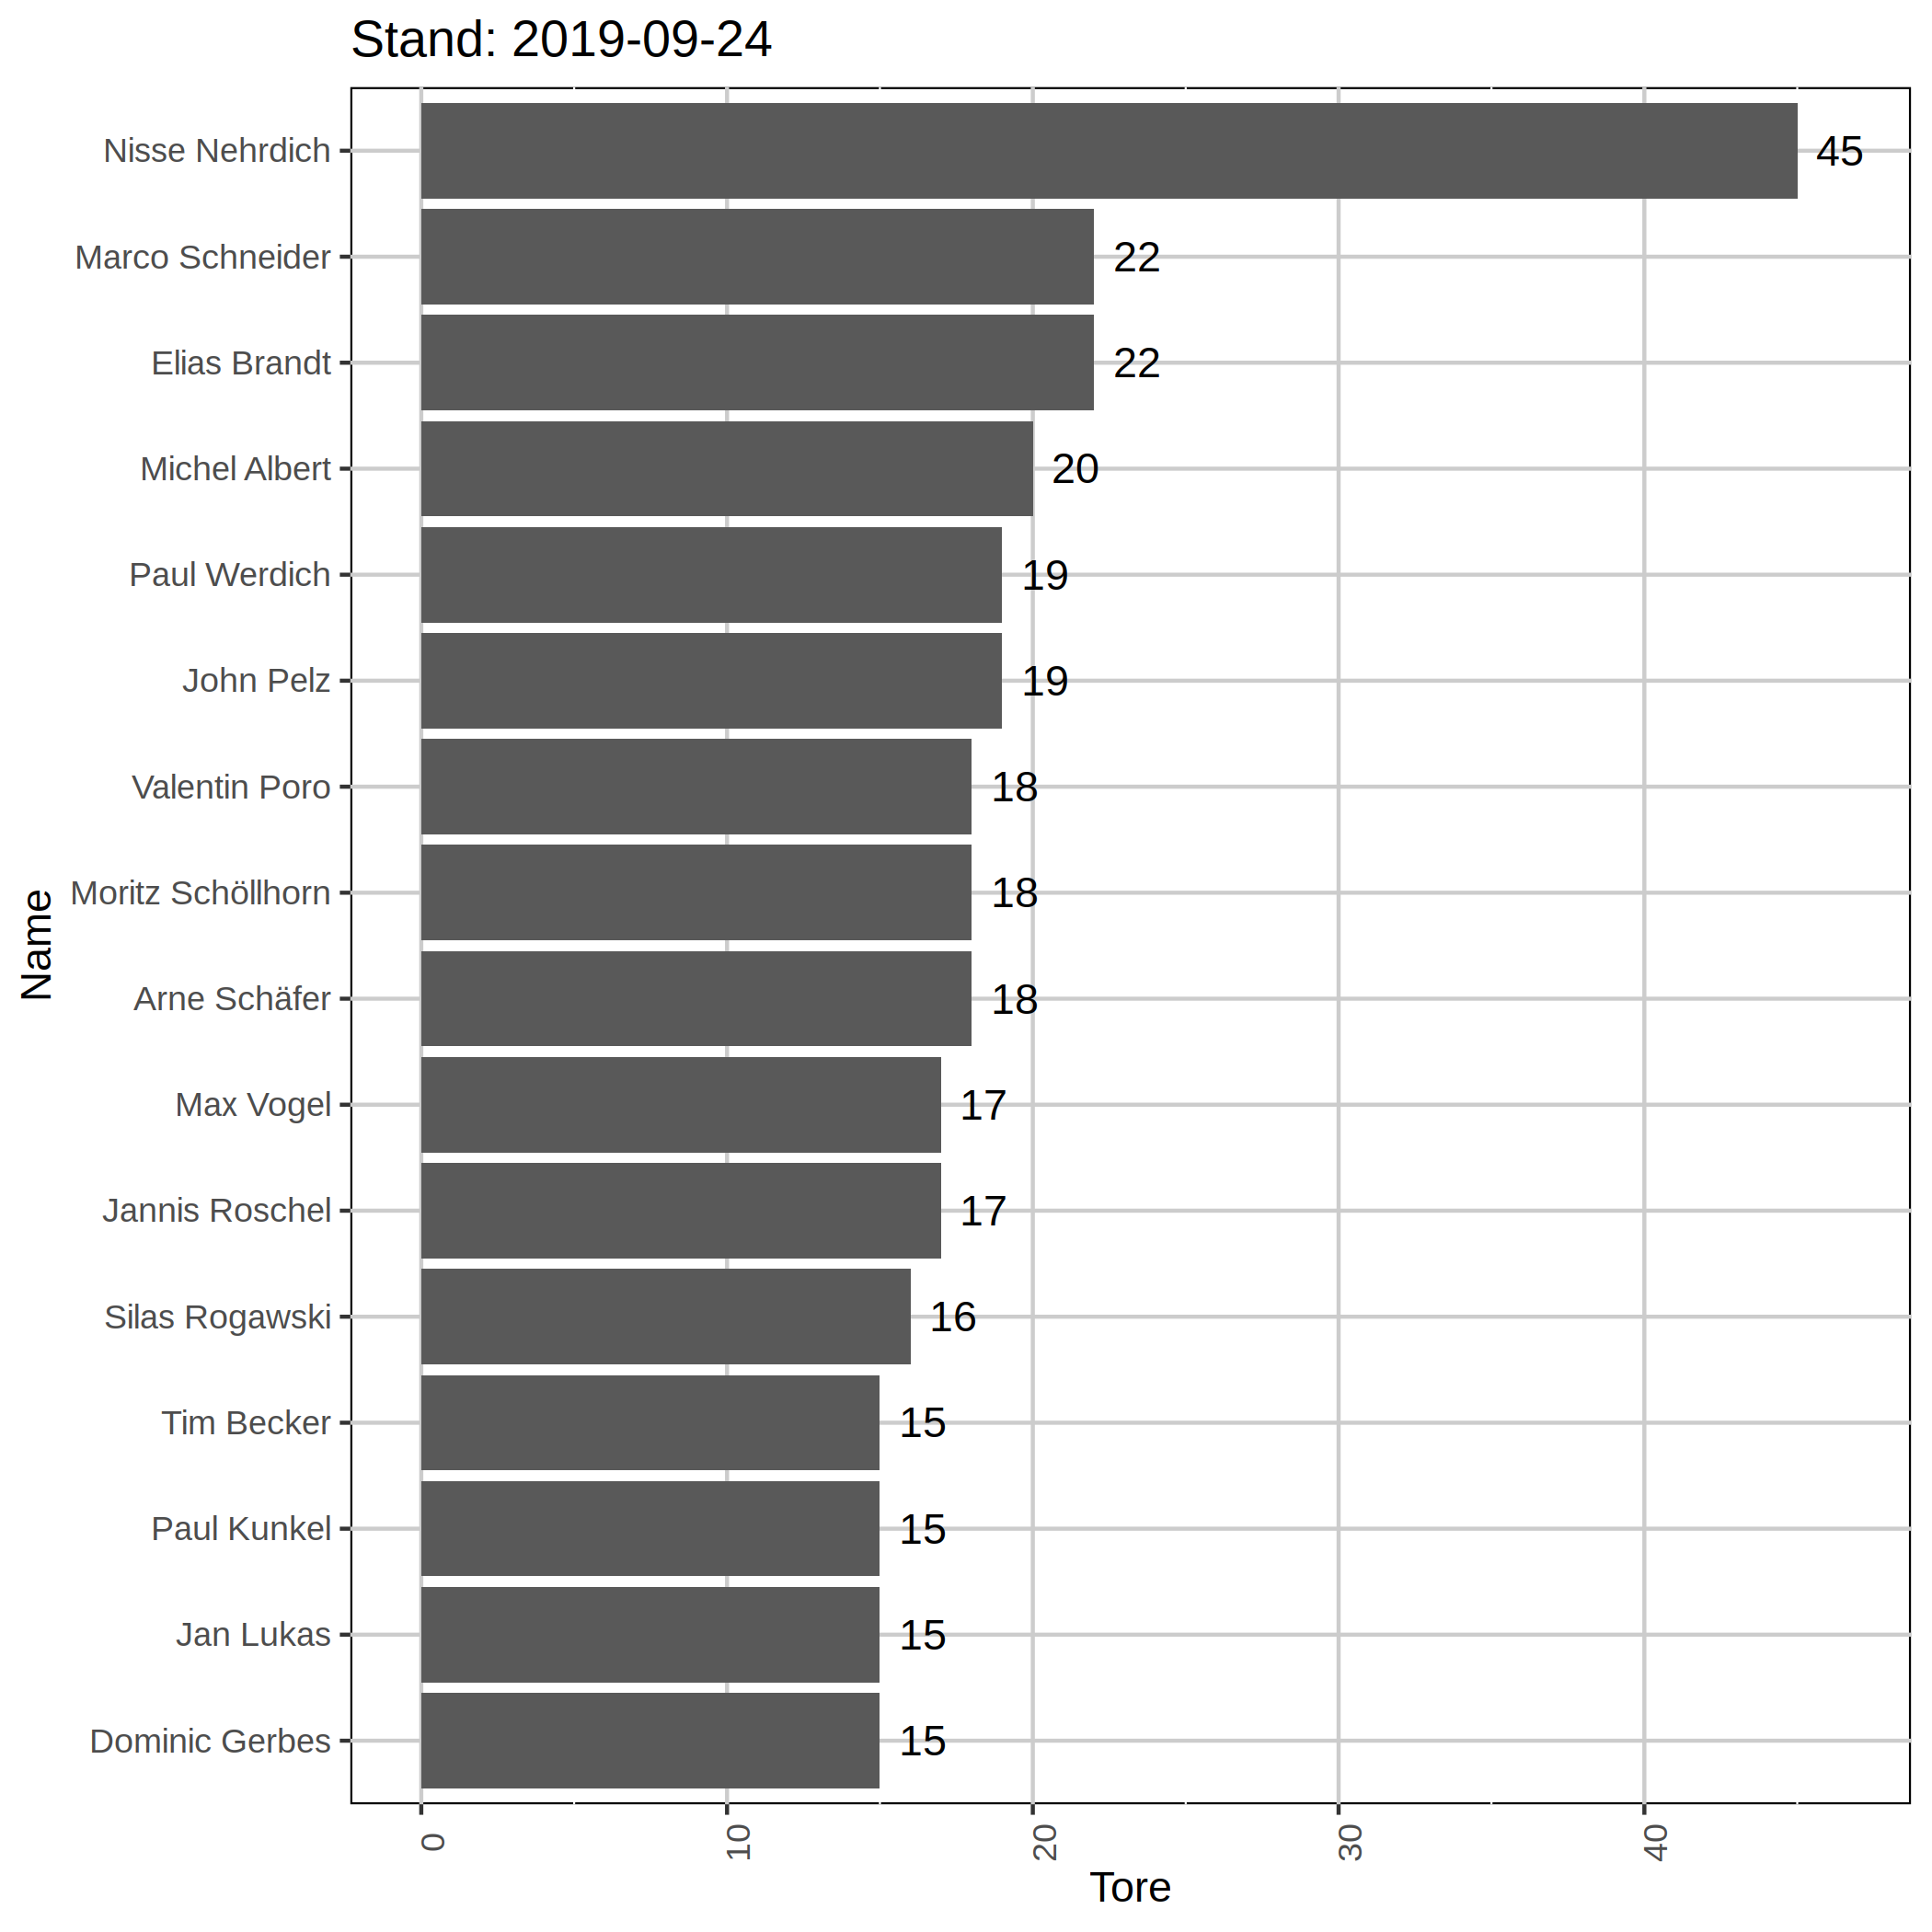 Stand: 2019-09-24
Nisse Nehrdich 45
Marco Schneider 22
Elias Brandt 22
Michel Albert 20
Paul Werdich 19
John Pelz 19
Valentin Poro 18
Moritz Schöllhorn 18
Arne Schäfer 18
Max Vogel 17
Jannis Roschel 17
Silas Rogawski 16
Tim Becker 15
Paul Kunkel 15
Jan Lukas 15
Dominic Gerbes 15
Name
0 10 20 30 40
Tore